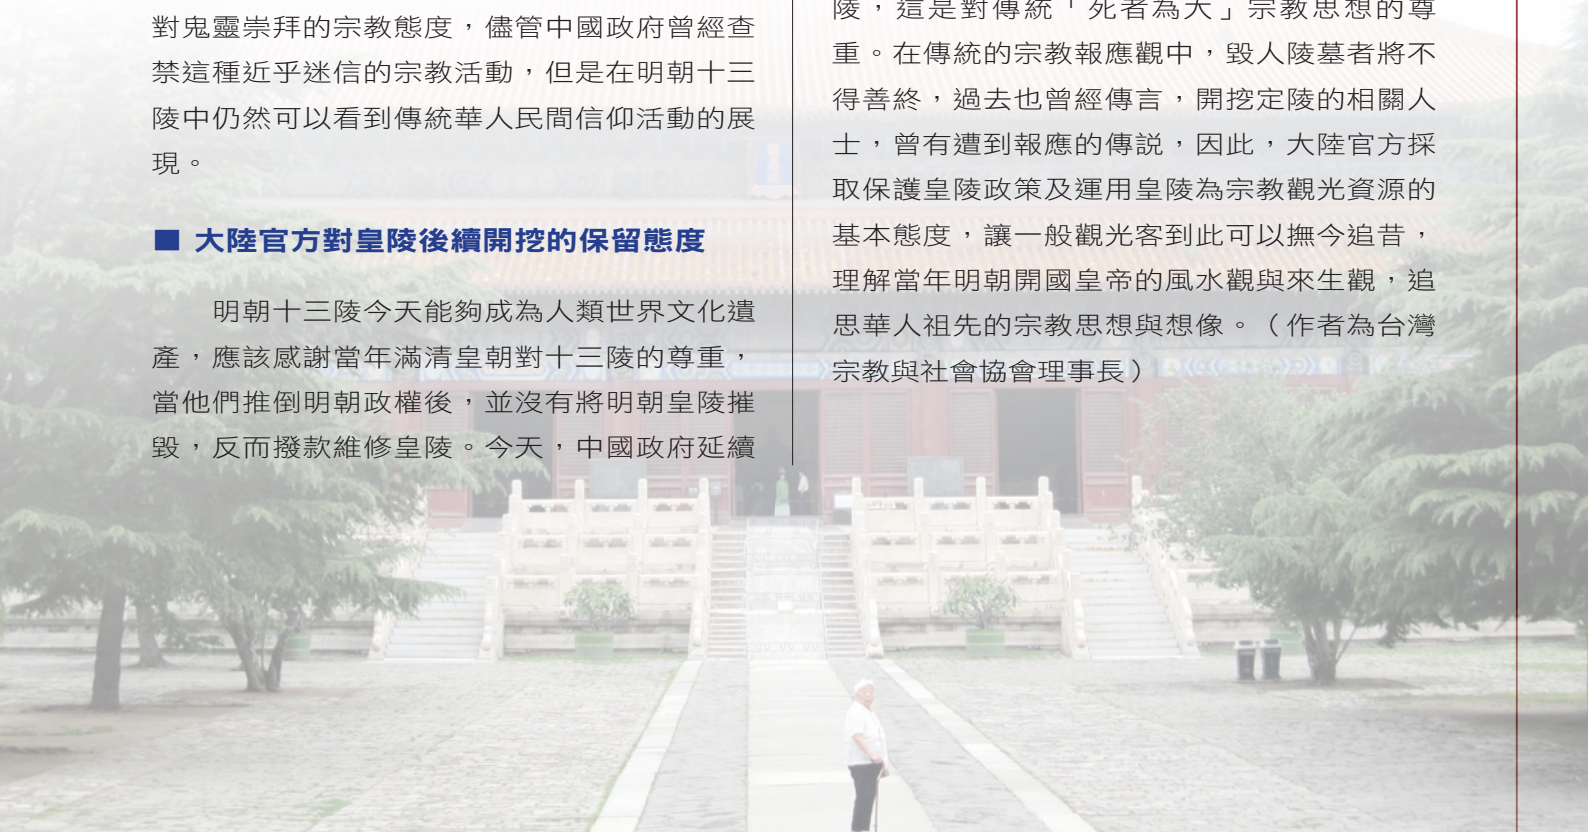 對鬼靈崇拜的宗教態度，儘管中國政府曾經查
禁這種近乎迷信的宗教活動，但是在明朝十三
陵中仍然可以看到傳統華人民間信仰活動的展
現。
■ 大陸官方對皇陵後續開挖的保留態度
明朝十三陵今天能夠成為人類世界文化遺
產，應該感謝當年滿清皇朝對十三陵的尊重，
當他們推倒明朝政權後，並沒有將明朝皇陵摧
毀，反而撥款維修皇陵。今天，中國政府延續
陵，這是對傳統「死者為大」宗教思想的尊
重。在傳統的宗教報應觀中，毀人陵墓者將不
得善終，過去也曾經傳言，開挖定陵的相關人
士，曾有遭到報應的傳說，因此，大陸官方採
取保護皇陵政策及運用皇陵為宗教觀光資源的
基本態度，讓一般觀光客到此可以撫今追昔，
理解當年明朝開國皇帝的風水觀與來生觀，追
思華人祖先的宗教思想與想像。（作者為台灣
宗教與社會協會理事長）